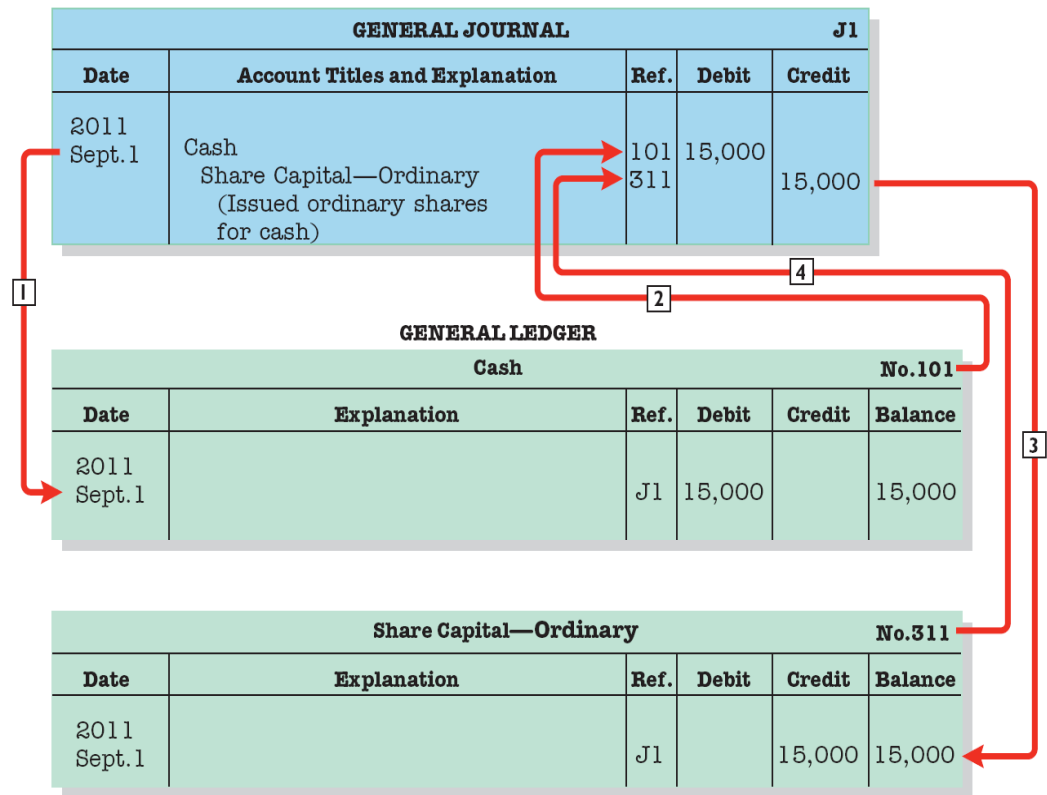 GENERAL JOURNAL J1
Date Account Titles and Explanation Ref. Debit Credit
2011
Sept.1 Cash 101 15,000
Share Capital—Ordinary 311 15,000
(Issued ordinary shares
for cash)
4
1
2
GENERAL LEDGER
Cash No.101
Date Explanation Ref. Debit Credit Balance
3
2011
Sept.1 J1 15,000 15,000
Share Capital—Ordinary No.311
Date Explanation Ref. Debit Credit Balance
2011
Sept.1 J1 15,000 15,000